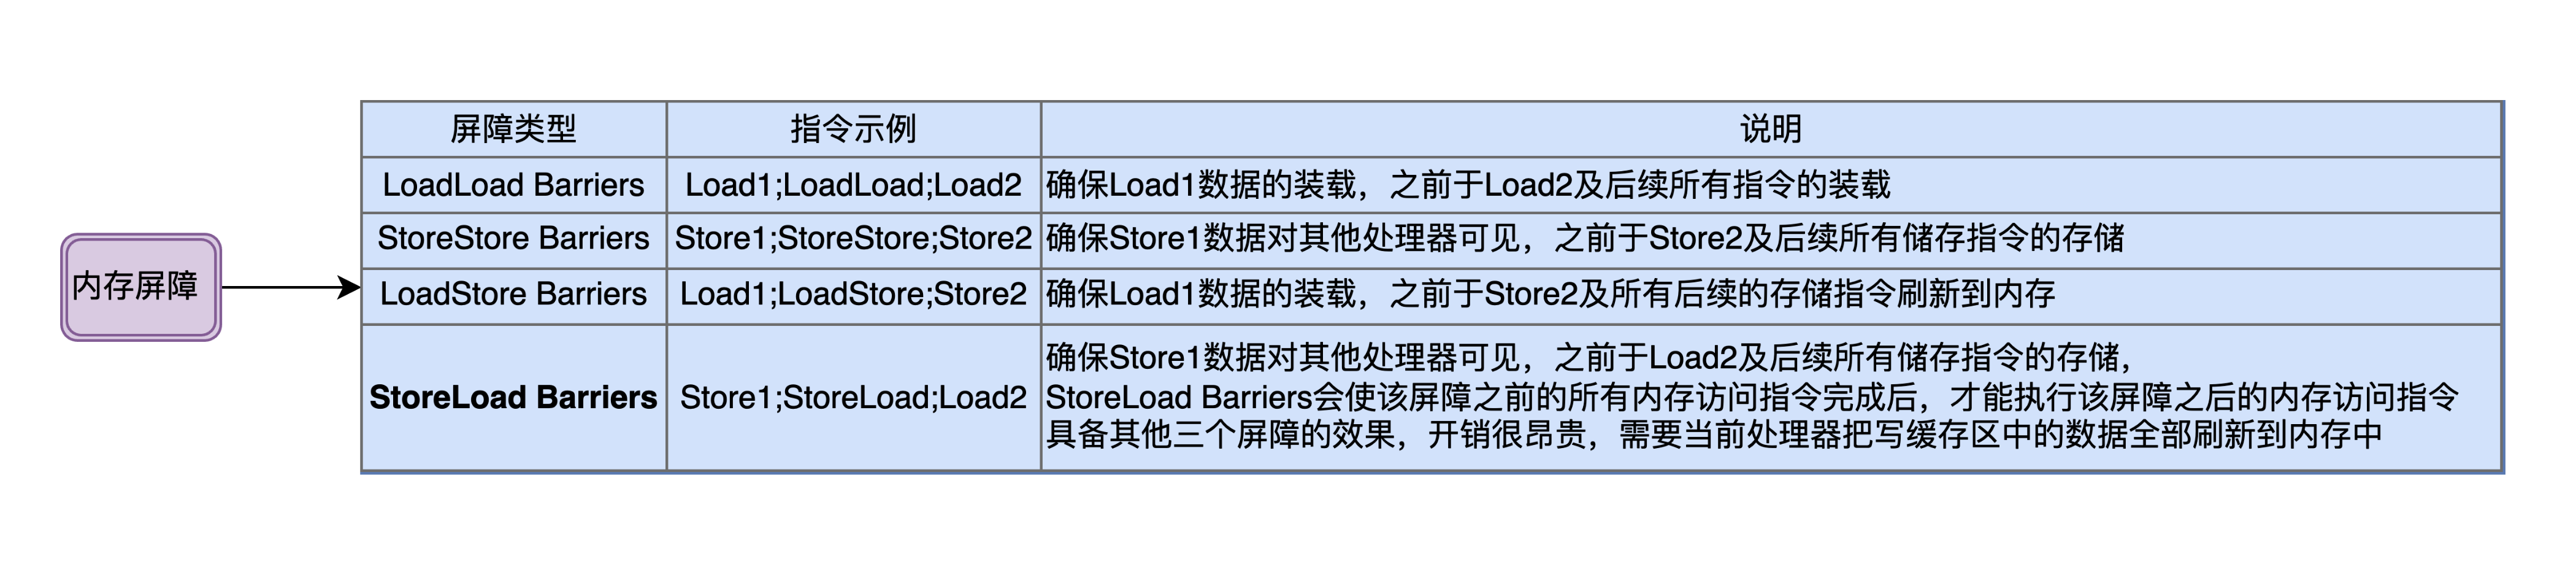 内存屏障
屏障类型 指令示例 说明
LoadLoad Barriers Load1;LoadLoad;Load2 确保Load1数据的装载，之前于Load2及后续所有指令的装载
StoreStore Barriers Store1;StoreStore;Store2 确保Store1数据对其他处理器可见，之前于Store2及后续所有储存指令的存储
LoadStore Barriers Load1;LoadStore;Store2 确保Load1数据的装载，之前于Store2及所有后续的存储指令刷新到内存
StoreLoad Barriers Store1;StoreLoad;Load2 确保Store1数据对其他处理器可见，之前于Load2及后续所有储存指令的存储，
StoreLoad Barriers会使该屏障之前的所有内存访问指令完成后，才能执行该屏障之后的内存访问指令
具备其他三个屏障的效果，开销很昂贵，需要当前处理器把写缓存区中的数据全部刷新到内存中